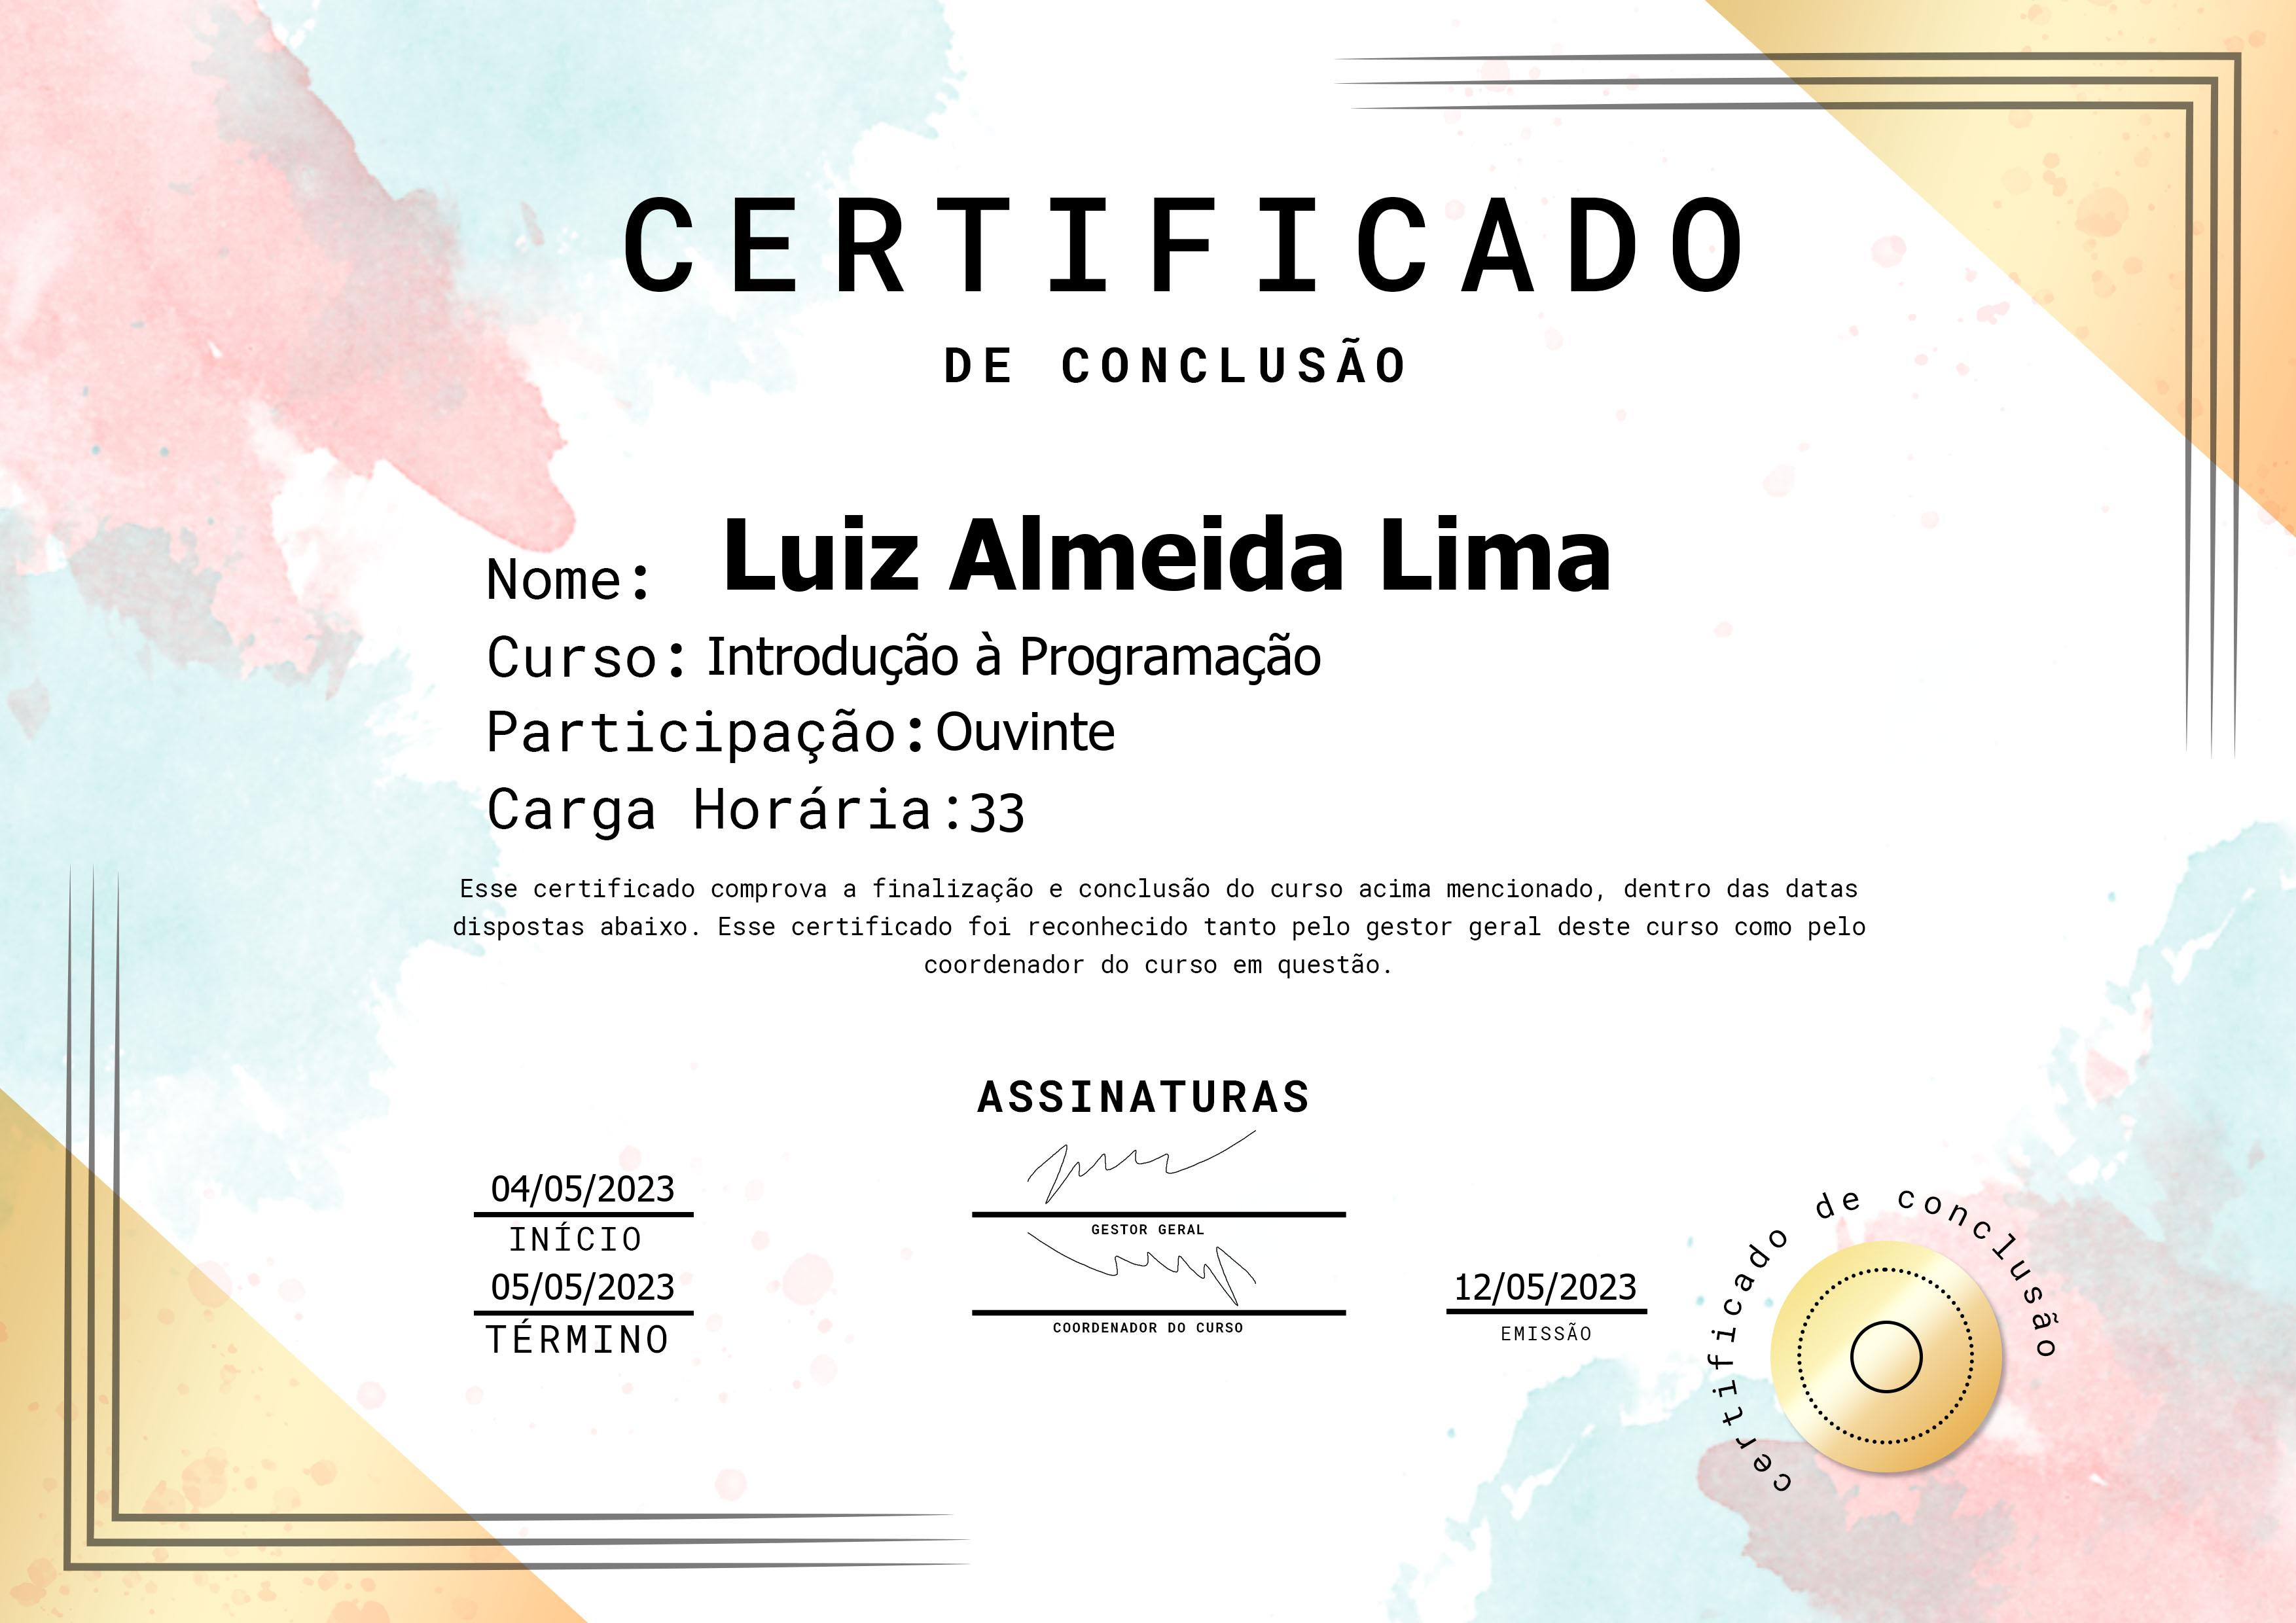 CERTIFICADO
DE CONCLUSÃO
Nome: Luiz Almeida Lima
Curso: Introdução à Programação
Participação: Ouvinte
Carga Horária: 33
Esse certificado comprova a finalização e conclusão do curso acima mencionado, dentro das datas
dispostas abaixo. Esse certificado foi reconhecido tanto pelo gestor geral deste curso como pelo
coordenador do curso em questão.
ASSINATURAS
04/05/2023
INÍCIO
05/05/2023
TÉRMINO
GESTOR GERAL
COORDENADOR DO CURSO
12/05/2023
EMISSÃO
certificado de conclusão